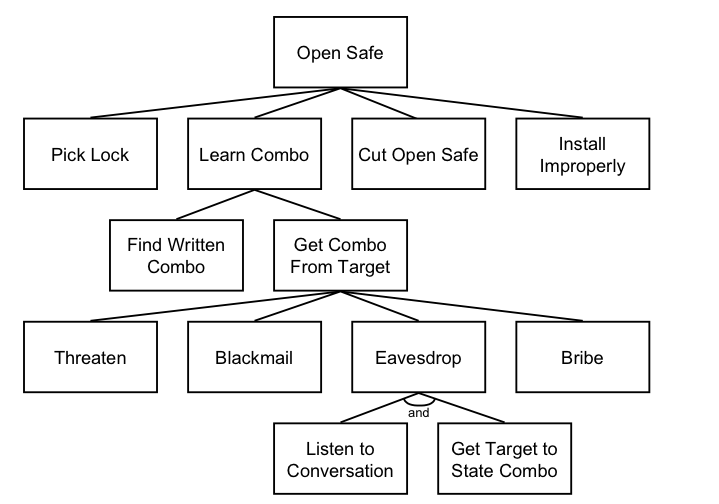 Open Safe
Pick Lock
Learn Combo
Cut Open Safe
Install
Improperly
Find Written
Combo
Get Combo
From Target
Threaten
Blackmail
Eavesdrop
Bribe
and
Listen to
Conversation
Get Target to
State Combo